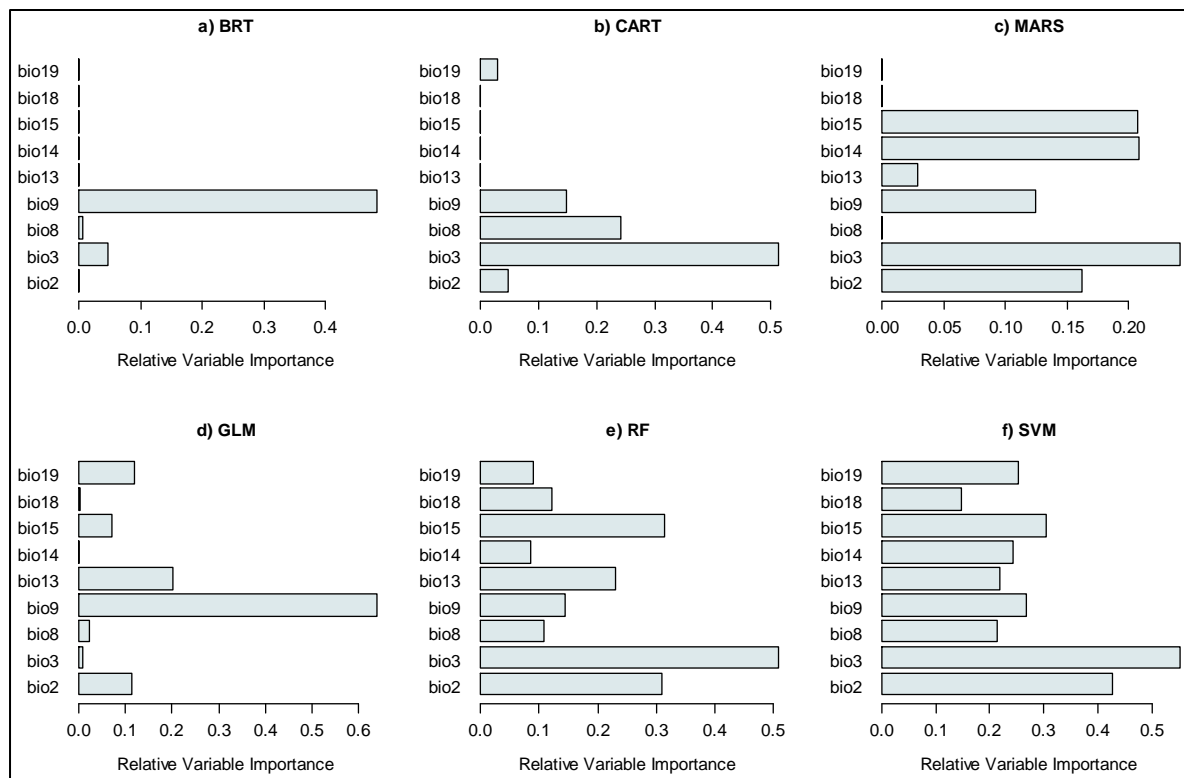 a) BRT
bio19
bio18
bio15
bio14
bio13
bio9
bio8
bio3
bio2
0.0 0.1 0.2 0.3 0.4
Relative Variable Importance
b) CART
bio19
bio18
bio15
bio14
bio13
bio9
bio8
bio3
bio2
0.0 0.1 0.2 0.3 0.4 0.5
Relative Variable Importance
c) MARS
bio19
bio18
bio15
bio14
bio13
bio9
bio8
bio3
bio2
0.00 0.05 0.10 0.15 0.20
Relative Variable Importance
d) GLM
bio19
bio18
bio15
bio14
bio13
bio9
bio8
bio3
bio2
0.0 0.1 0.2 0.3 0.4 0.5 0.6
Relative Variable Importance
e) RF
bio19
bio18
bio15
bio14
bio13
bio9
bio8
bio3
bio2
0.0 0.1 0.2 0.3 0.4 0.5
Relative Variable Importance
f) SVM
bio19
bio18
bio15
bio14
bio13
bio9
bio8
bio3
bio2
0.0 0.1 0.2 0.3 0.4 0.5
Relative Variable Importance